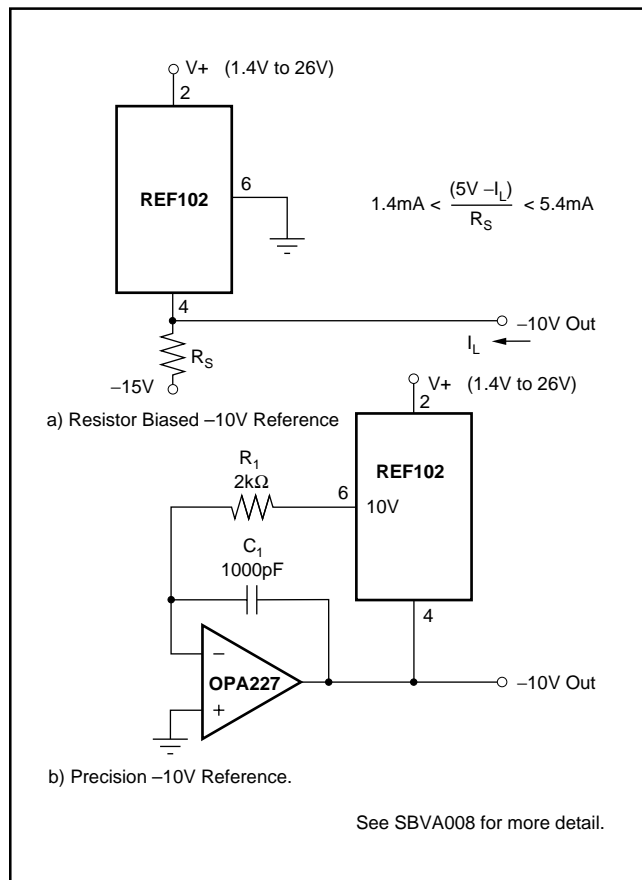 V+ (1.4V to 26V)
2
REF102
6
1.4mA < (5V –I_L) / R_S < 5.4mA
4
–10V Out
I_L
R_S
–15V
a) Resistor Biased –10V Reference
V+ (1.4V to 26V)
2
REF102
R_1
2kΩ
6
10V
C_1
1000pF
4
–
OPA227
+
–10V Out
b) Precision –10V Reference.
See SBVA008 for more detail.